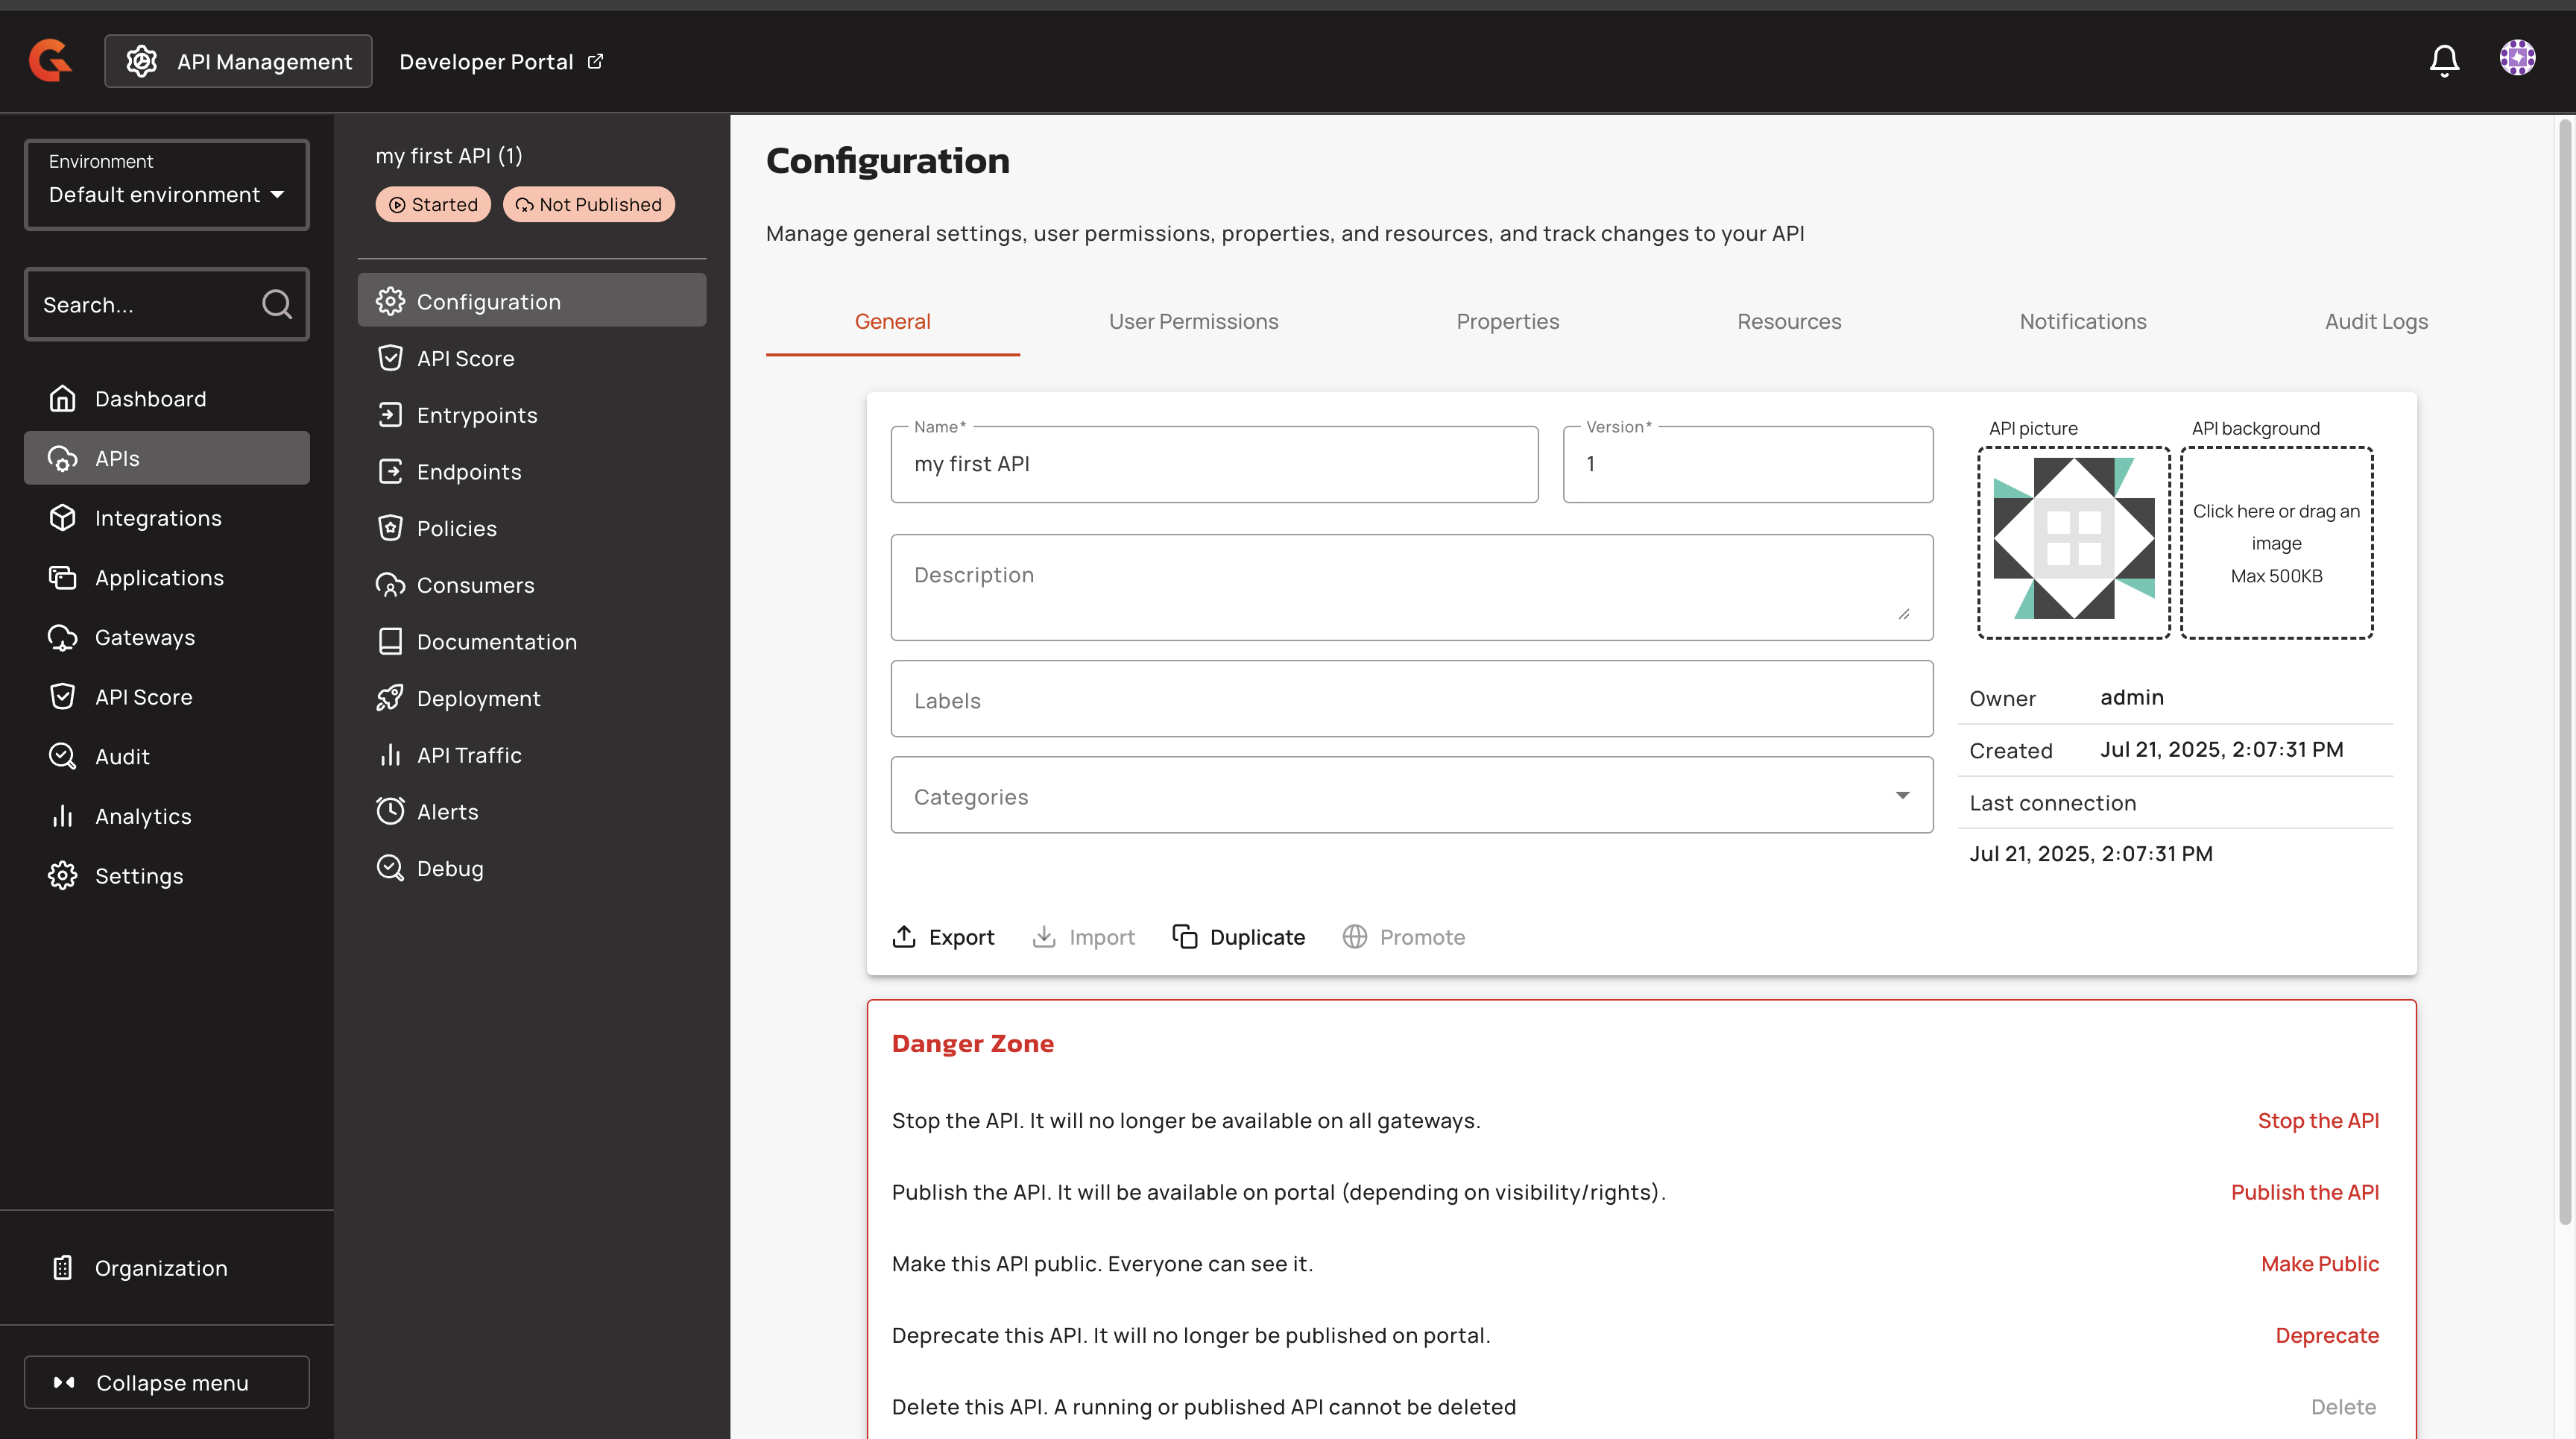 API Management
Developer Portal
Environment
Default environment
Search...
Dashboard
APIs
Integrations
Applications
Gateways
API Score
Audit
Analytics
Settings
Organization
Collapse menu
my first API (1)
Started
Not Published
Configuration
API Score
Entrypoints
Endpoints
Policies
Consumers
Documentation
Deployment
API Traffic
Alerts
Debug
Configuration
Manage general settings, user permissions, properties, and resources, and track changes to your API
General
User Permissions
Properties
Resources
Notifications
Audit Logs
Name*
my first API
Version*
1
Description
Labels
Categories
API picture
API background
Click here or drag an
image
Max 500KB
Owner admin
Created Jul 21, 2025, 2:07:31 PM
Last connection
Jul 21, 2025, 2:07:31 PM
Export
Import
Duplicate
Promote
Danger Zone
Stop the API. It will no longer be available on all gateways.
Stop the API
Publish the API. It will be available on portal (depending on visibility/rights).
Publish the API
Make this API public. Everyone can see it.
Make Public
Deprecate this API. It will no longer be published on portal.
Deprecate
Delete this API. A running or published API cannot be deleted
Delete